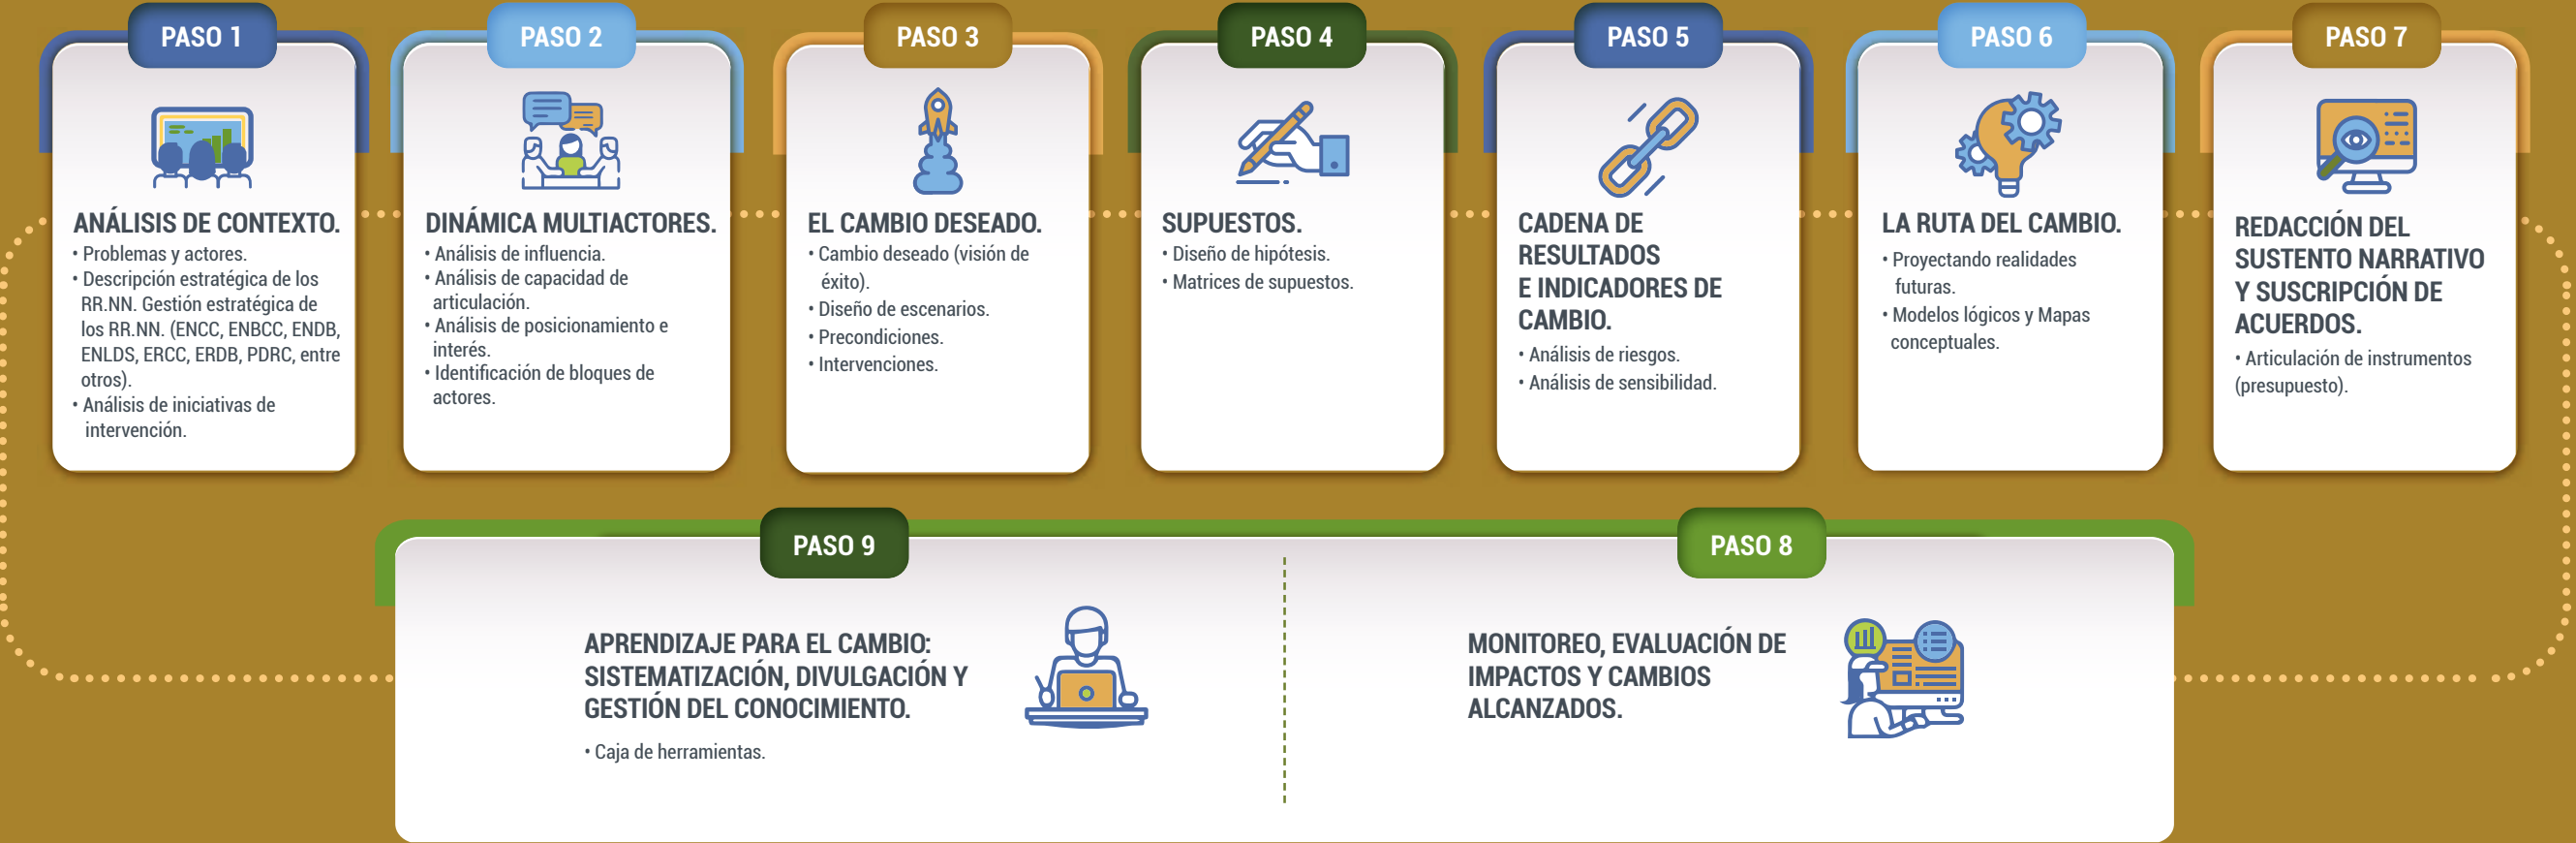 PASO 1
ANÁLISIS DE CONTEXTO.
• Problemas y actores.
• Descripción estratégica de los
RR.NN. Gestión estratégica de
los RR.NN. (ENCC, ENBCC, ENDB,
ENLDS, ERCC, ERDB, PDRC, entre
otros).
• Análisis de iniciativas de
intervención.
PASO 2
DINÁMICA MULTIACTORES.
• Análisis de influencia.
• Análisis de capacidad de
articulación.
• Análisis de posicionamiento e
interés.
• Identificación de bloques de
actores.
PASO 3
EL CAMBIO DESEADO.
• Cambio deseado (visión de
éxito).
• Diseño de escenarios.
• Precondiciones.
• Intervenciones.
PASO 4
SUPUESTOS.
• Diseño de hipótesis.
• Matrices de supuestos.
PASO 5
CADENA DE
RESULTADOS
E INDICADORES DE
CAMBIO.
• Análisis de riesgos.
• Análisis de sensibilidad.
PASO 6
LA RUTA DEL CAMBIO.
• Proyectando realidades
futuras.
• Modelos lógicos y Mapas
conceptuales.
PASO 7
REDACCIÓN DEL
SUSTENTO NARRATIVO
Y SUSCRIPCIÓN DE
ACUERDOS.
• Articulación de instrumentos
(presupuesto).
PASO 9
APRENDIZAJE PARA EL CAMBIO:
SISTEMATIZACIÓN, DIVULGACIÓN Y
GESTIÓN DEL CONOCIMIENTO.
• Caja de herramientas.
PASO 8
MONITOREO, EVALUACIÓN DE
IMPACTOS Y CAMBIOS
ALCANZADOS.